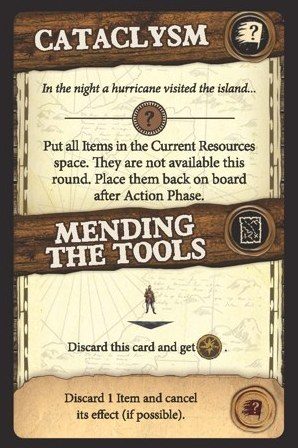 CATACLYSM
?
In the night a hurricane visited the island...
?
Put all Items in the Current Resources
space. They are not available this
round. Place them back on board
after Action Phase.
MENDING
THE TOOLS
Discard this card and get .
Discard 1 Item and cancel
its effect (if possible).
?